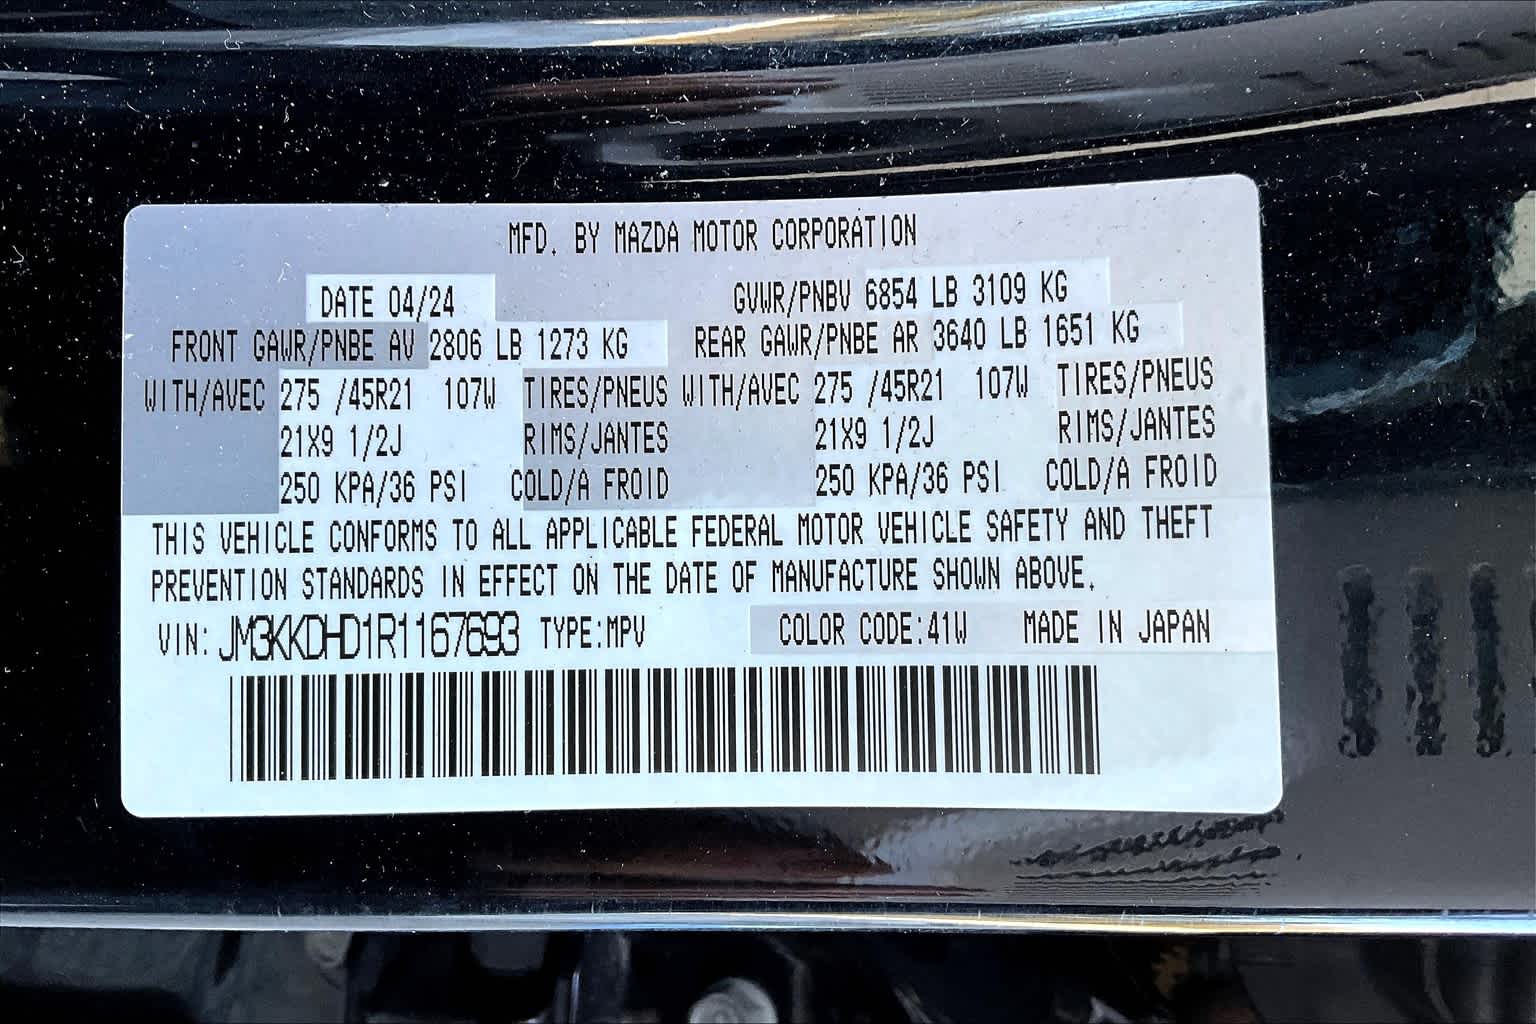 MFD. BY MAZDA MOTOR CORPORATION
DATE 04/24 GVWR/PNBV 6854 LB 3109 KG
FRONT GAWR/PNBE AV 2806 LB 1273 KG REAR GAWR/PNBE AR 3640 LB 1651 KG
WITH/AVEC 275 /45R21 107W TIRES/PNEUS WITH/AVEC 275 /45R21 107W TIRES/PNEUS
21X9 1/2J RIMS/JANTES 21X9 1/2J RIMS/JANTES
250 KPA/36 PSI COLD/A FROID 250 KPA/36 PSI COLD/A FROID
THIS VEHICLE CONFORMS TO ALL APPLICABLE FEDERAL MOTOR VEHICLE SAFETY AND THEFT
PREVENTION STANDARDS IN EFFECT ON THE DATE OF MANUFACTURE SHOWN ABOVE.
VIN: JM3KKDHD1R1167693 TYPE:MPV COLOR CODE:41W MADE IN JAPAN